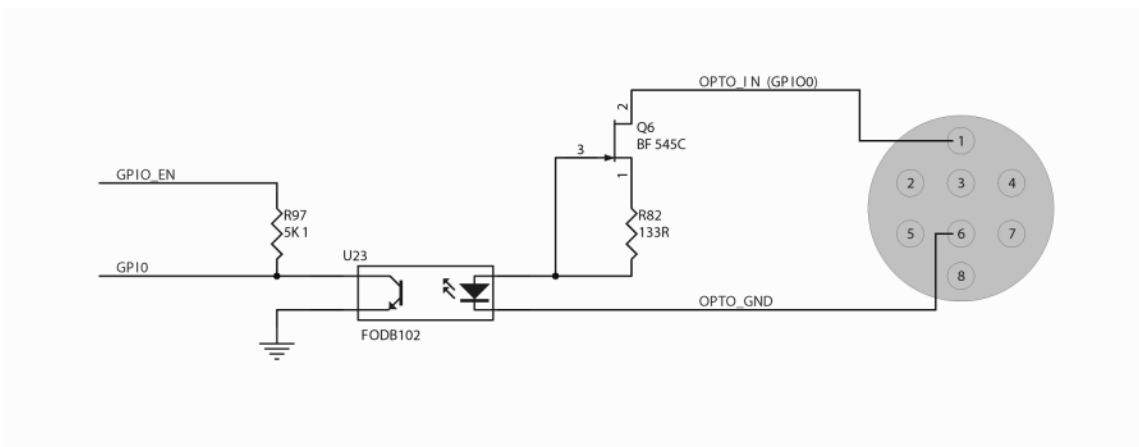 OPTO_IN (GPIO0)
2
Q6
BF 545C
3
1
1
GPIO_EN
2
3
4
R97
5K1
R82
133R
5
6
7
U23
GPI0
8
OPTO_GND
FODB102